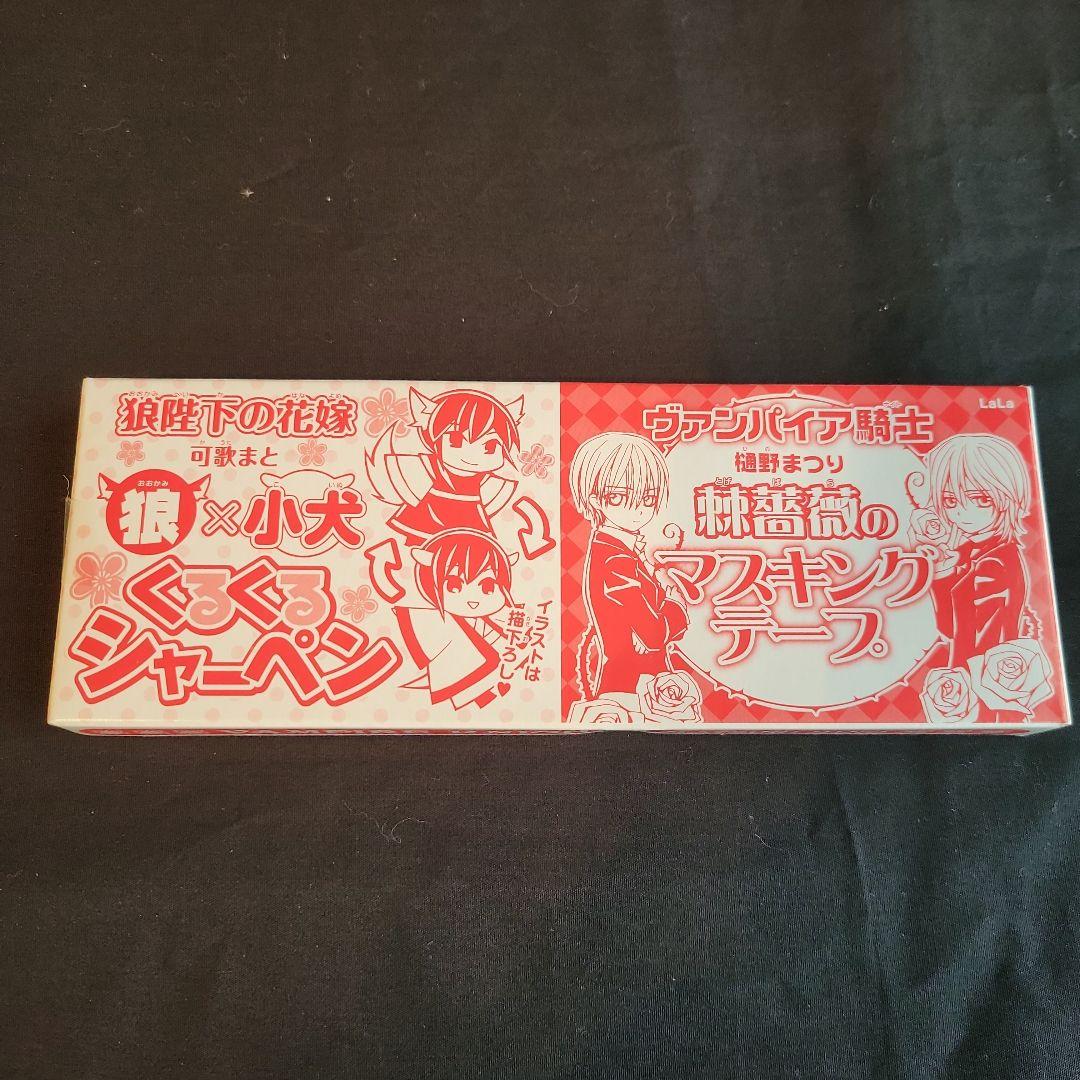 狼陛下の花嫁
可歌まと
狼×小犬
くるくる
シャーペン
イラストは
描き下ろし♥
LaLa
ヴァンパイア騎士
樋野まつり
棘薔薇の
マスキング
テープ